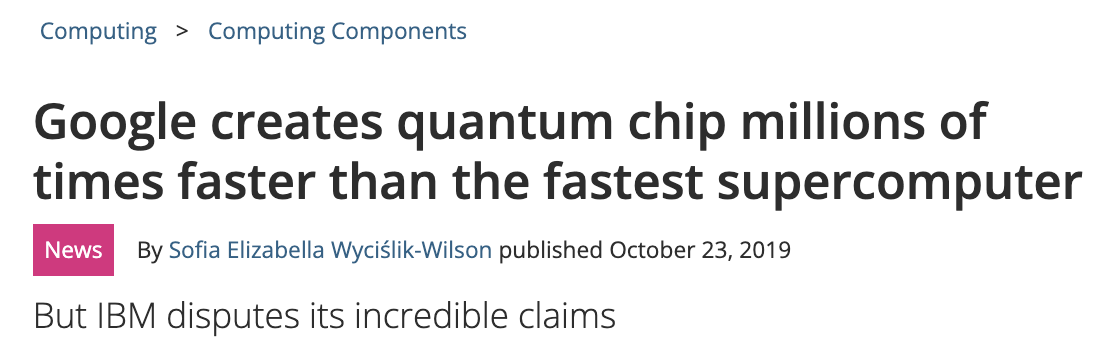 Computing > Computing Components
Google creates quantum chip millions of
times faster than the fastest supercomputer
News By Sofia Elizabella Wyciślik-Wilson published October 23, 2019
But IBM disputes its incredible claims